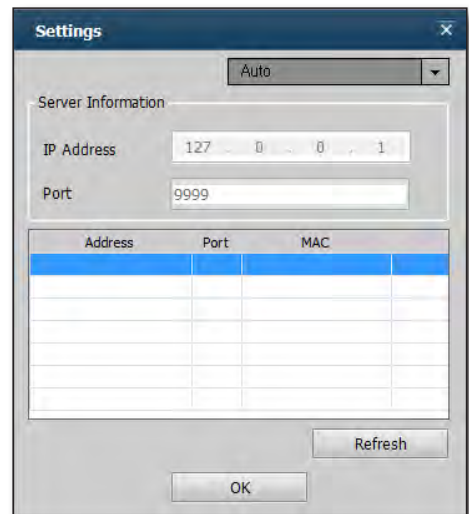 Settings
Auto
Server Information
IP Address 127 . 0 . 0 . 1
Port 9999
Address Port MAC
Refresh
OK